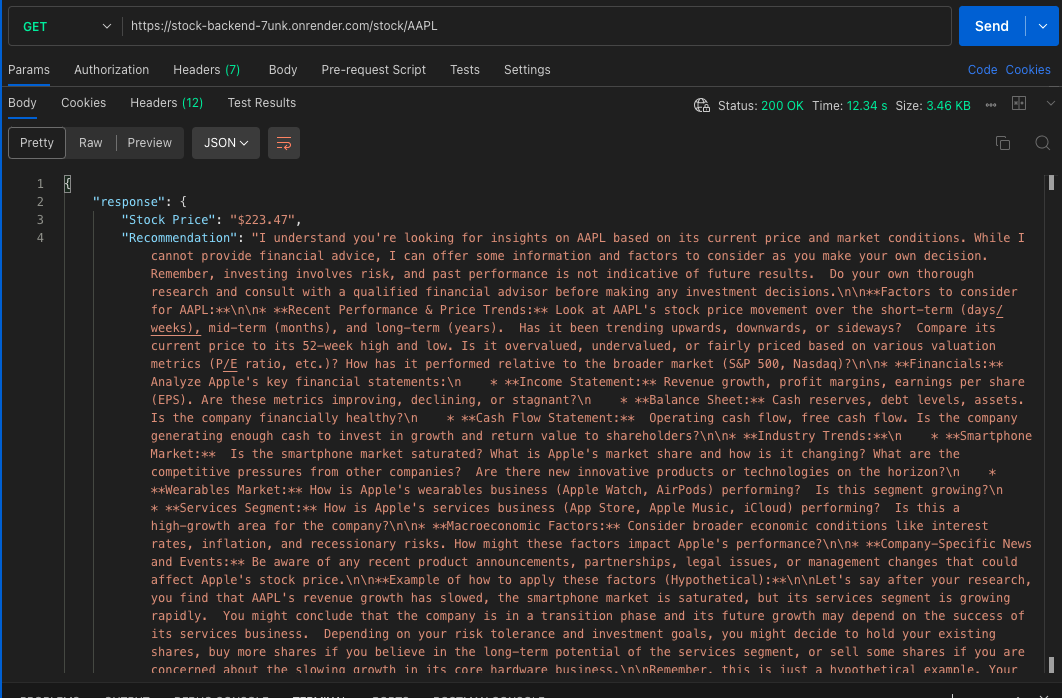 GET https://stock-backend-7unk.onrender.com/stock/AAPL Send
Params Authorization Headers (7) Body Pre-request Script Tests Settings Code Cookies
Body Cookies Headers (12) Test Results Status: 200 OK Time: 12.34 s Size: 3.46 KB
Pretty Raw Preview JSON
1 {
2 "response": {
3 "Stock Price": "$223.47",
4 "Recommendation": "I understand you're looking for insights on AAPL based on its current price and market conditions. While I
cannot provide financial advice, I can offer some information and factors to consider as you make your own decision.
Remember, investing involves risk, and past performance is not indicative of future results.  Do your own thorough
research and consult with a qualified financial advisor before making any investment decisions.\n\n**Factors to consider
for AAPL:**\n\n* **Recent Performance & Price Trends:** Look at AAPL's stock price movement over the short-term (days/
weeks), mid-term (months), and long-term (years).  Has it been trending upwards, downwards, or sideways?  Compare its
current price to its 52-week high and low. Is it overvalued, undervalued, or fairly priced based on various valuation
metrics (P/E ratio, etc.)? How has it performed relative to the broader market (S&P 500, Nasdaq)?\n\n* **Financials:**
Analyze Apple's key financial statements:\n    * **Income Statement:** Revenue growth, profit margins, earnings per share
(EPS). Are these metrics improving, declining, or stagnant?\n    * **Balance Sheet:** Cash reserves, debt levels, assets.
Is the company financially healthy?\n    * **Cash Flow Statement:**  Operating cash flow, free cash flow. Is the company
generating enough cash to invest in growth and return value to shareholders?\n\n* **Industry Trends:**\n    * **Smartphone
Market:**  Is the smartphone market saturated? What is Apple's market share and how is it changing? What are the
competitive pressures from other companies?  Are there new innovative products or technologies on the horizon?\n    *
**Wearables Market:** How is Apple's wearables business (Apple Watch, AirPods) performing?  Is this segment growing?\n
* **Services Segment:** How is Apple's services business (App Store, Apple Music, iCloud) performing?  Is this a
high-growth area for the company?\n\n* **Macroeconomic Factors:** Consider broader economic conditions like interest
rates, inflation, and recessionary risks. How might these factors impact Apple's performance?\n\n* **Company-Specific News
and Events:** Be aware of any recent product announcements, partnerships, legal issues, or management changes that could
affect Apple's stock price.\n\n**Example of how to apply these factors (Hypothetical):**\n\nLet's say after your research,
you find that AAPL's revenue growth has slowed, the smartphone market is saturated, but its services segment is growing
rapidly.  You might conclude that the company is in a transition phase and its future growth may depend on the success of
its services business.  Depending on your risk tolerance and investment goals, you might decide to hold your existing
shares, buy more shares if you believe in the long-term potential of the services segment, or sell some shares if you are
concerned about the slowing growth in its core hardware business.\n\nRemember, this is just a hypothetical example. Your